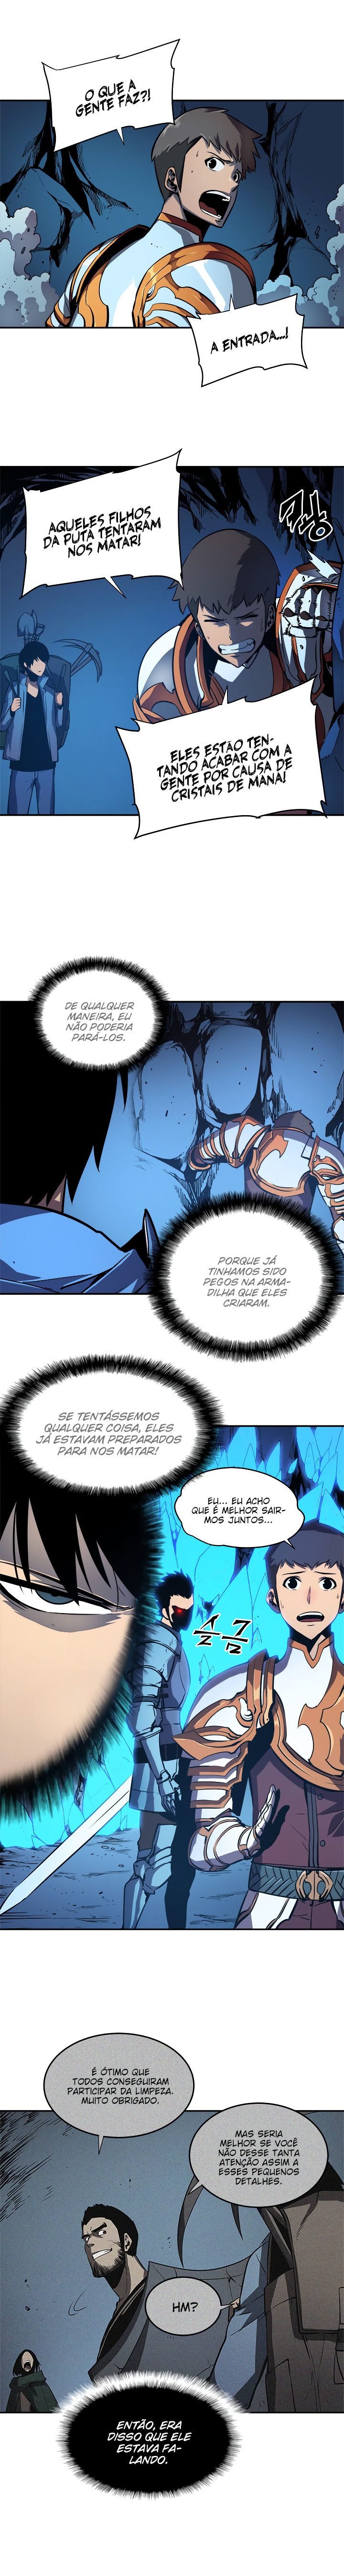 O QUE A
GENTE FAZ?!
A ENTRADA...!
AQUELES FILHOS
DA PUTA TENTARAM
NOS MATAR!
ELES ESTÃO TEN-
TANDO ACABAR COM A
GENTE POR CAUSA DE
CRISTAIS DE MANA!
DE QUALQUER
MANEIRA, EU
NÃO PODERIA
PARÁ-LOS.
PORQUE JÁ
TINHAMOS SIDO
PEGOS NA ARMA-
DILHA QUE ELES
CRIARAM.
SE TENTÁSSEMOS
QUALQUER COISA, ELES
JÁ ESTAVAM PREPARADOS
PARA NOS MATAR!
EU... EU ACHO
QUE É MELHOR SAIR-
MOS JUNTOS...
É ÓTIMO QUE
TODOS CONSEGUIRAM
PARTICIPAR DA LIMPEZA.
MUITO OBRIGADO.
MAS SERIA
MELHOR SE VOCÊ
NÃO DESSE TANTA
ATENÇÃO ASSIM A
ESSES PEQUENOS
DETALHES.
HM?
ENTÃO, ERA
DISSO QUE ELE
ESTAVA FA-
LANDO.